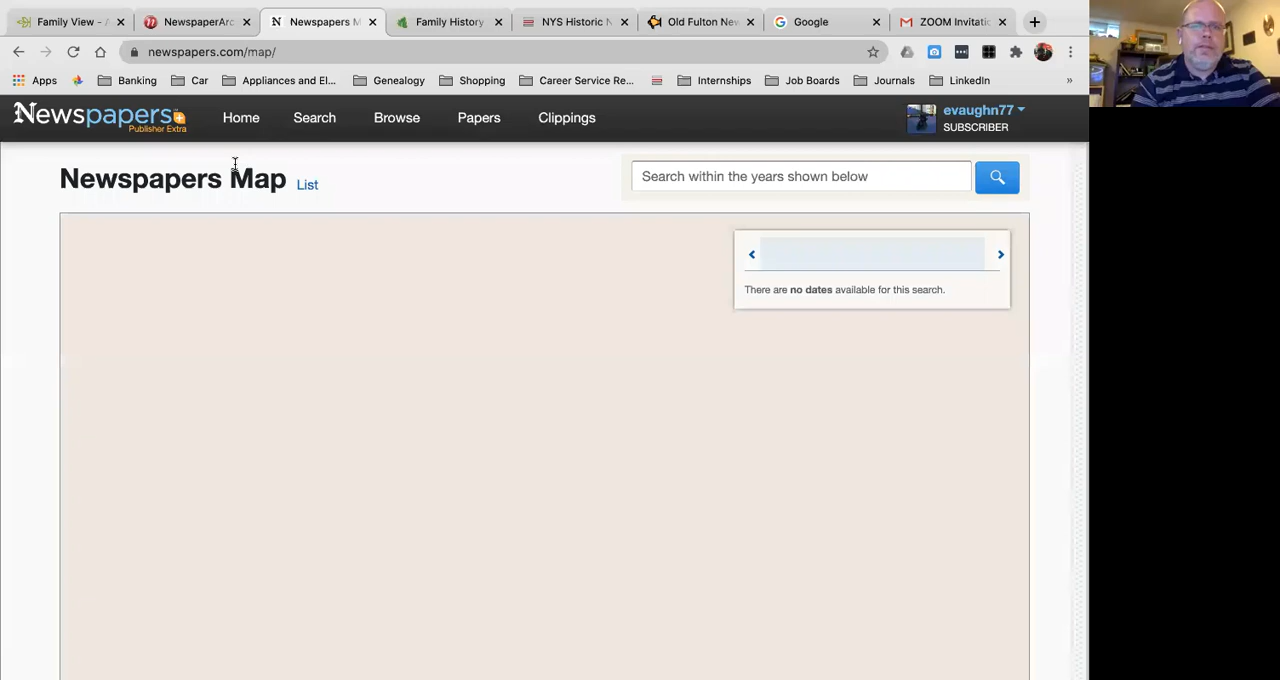 Family View - A
NewspaperArc
Newspapers M
Family History
NYS Historic N
Old Fulton New
Google
ZOOM Invitatio
newspapers.com/map/
Apps
Banking
Car
Appliances and El...
Genealogy
Shopping
Career Service Re...
Internships
Job Boards
Journals
LinkedIn
»
Newspapers
Publisher Extra
Home
Search
Browse
Papers
Clippings
evaughn77
SUBSCRIBER
Newspapers Map List
Search within the years shown below
There are no dates available for this search.